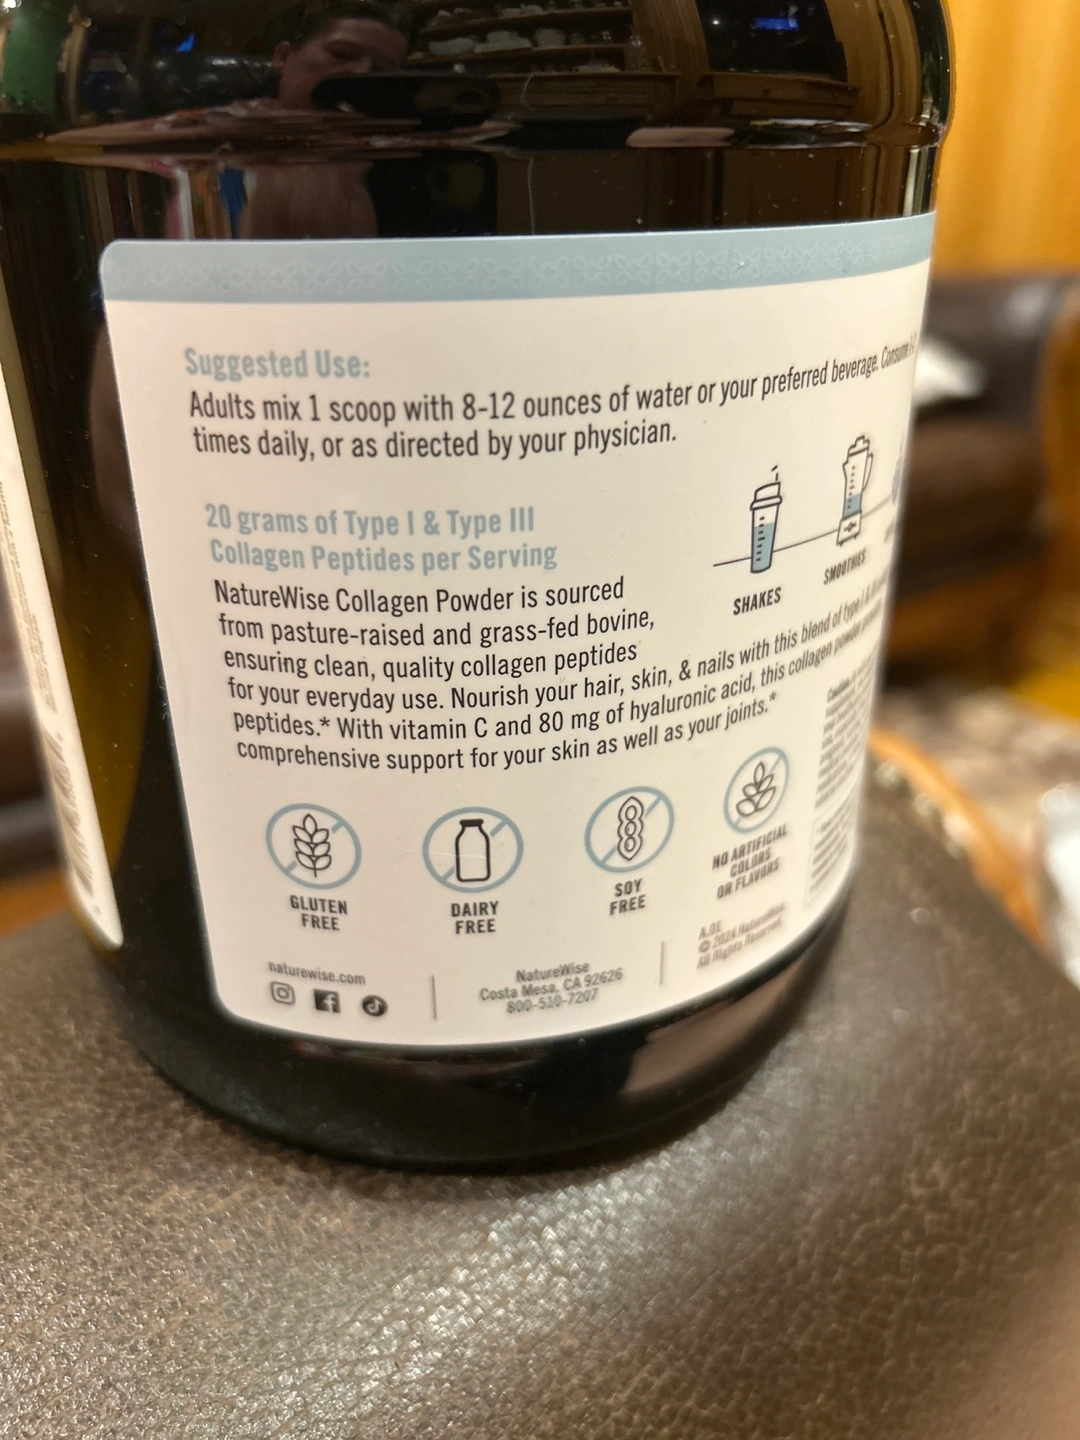 Suggested Use:
Adults mix 1 scoop with 8-12 ounces of water or your preferred beverage. Consume
times daily, or as directed by your physician.
20 grams of Type I & Type III
Collagen Peptides per Serving
NatureWise Collagen Powder is sourced
from pasture-raised and grass-fed bovine,
ensuring clean, quality collagen peptides
for your everyday use. Nourish your hair, skin, & nails with this blend of type I &
peptides.* With vitamin C and 80 mg of hyaluronic acid, this collagen powder
comprehensive support for your skin as well as your joints.*
SHAKES
SMOOTHIES
GLUTEN
FREE
DAIRY
FREE
SOY
FREE
NO ARTIFICIAL
COLORS
OR FLAVORS
naturewise.com
NatureWise
Costa Mesa, CA 92626
800-510-7207
© 2024 NatureWise
All Rights Reserved.